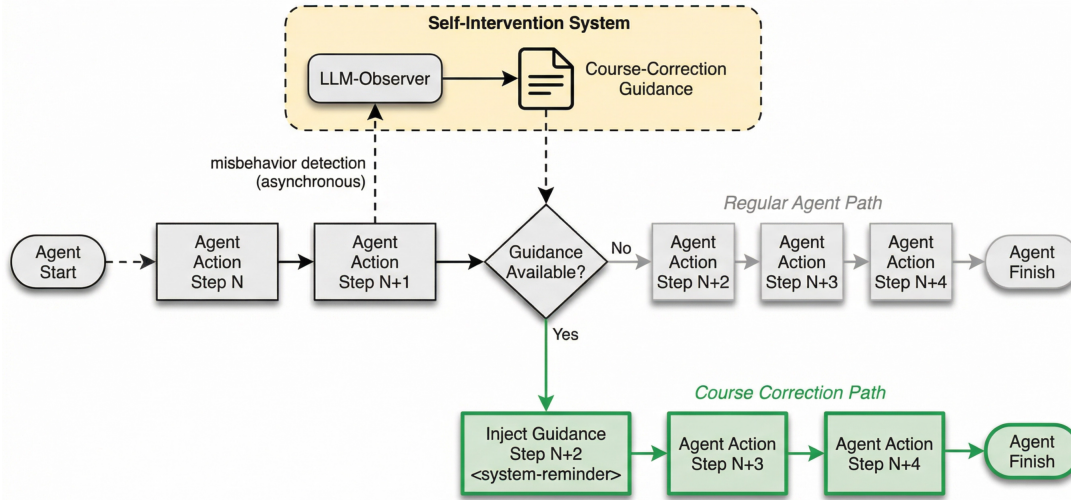 Self-Intervention System
LLM-Observer
Course-Correction
Guidance
misbehavior detection
(asynchronous)
Regular Agent Path
Agent
Start
Agent
Action
Step N
Agent
Action
Step N+1
Guidance
Available?
No
Agent
Action
Step N+2
Agent
Action
Step N+3
Agent
Action
Step N+4
Agent
Finish
Yes
Course Correction Path
Inject Guidance
Step N+2
<system-reminder>
Agent Action
Step N+3
Agent Action
Step N+4
Agent
Finish